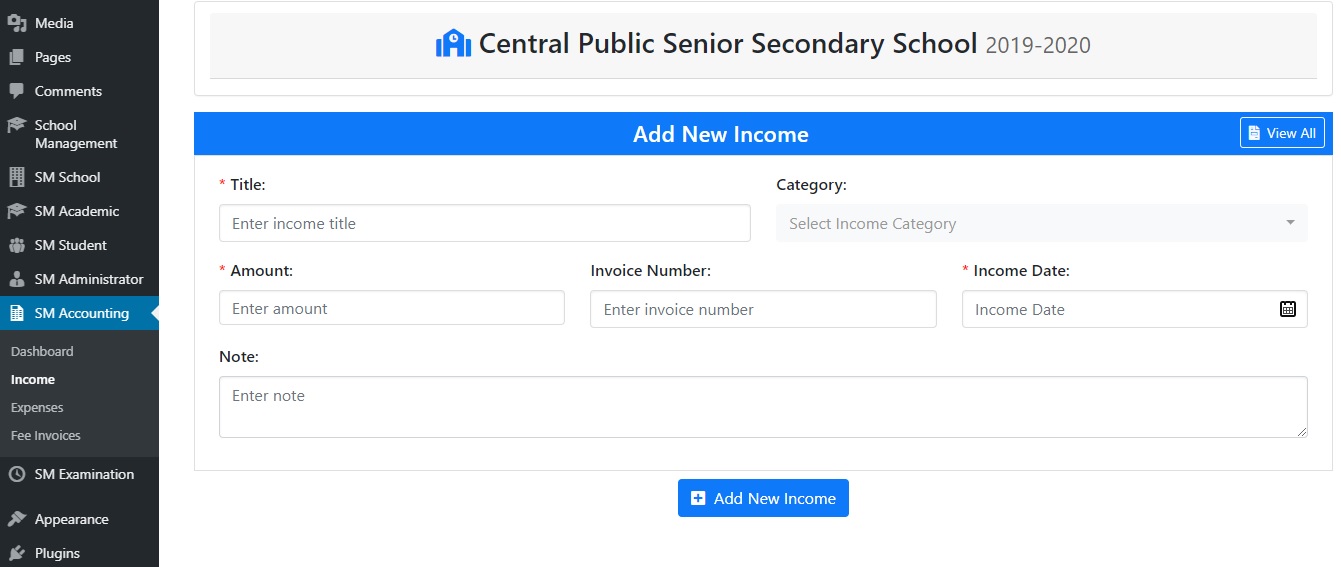 Media
Pages
Comments
School
Management
SM School
SM Academic
SM Student
SM Administrator
SM Accounting
Dashboard
Income
Expenses
Fee Invoices
SM Examination
Appearance
Plugins
Central Public Senior Secondary School 2019-2020
Add New Income
View All
* Title:
Category:
Enter income title
Select Income Category
* Amount:
Invoice Number:
* Income Date:
Enter amount
Enter invoice number
Income Date
Note:
Enter note
Add New Income